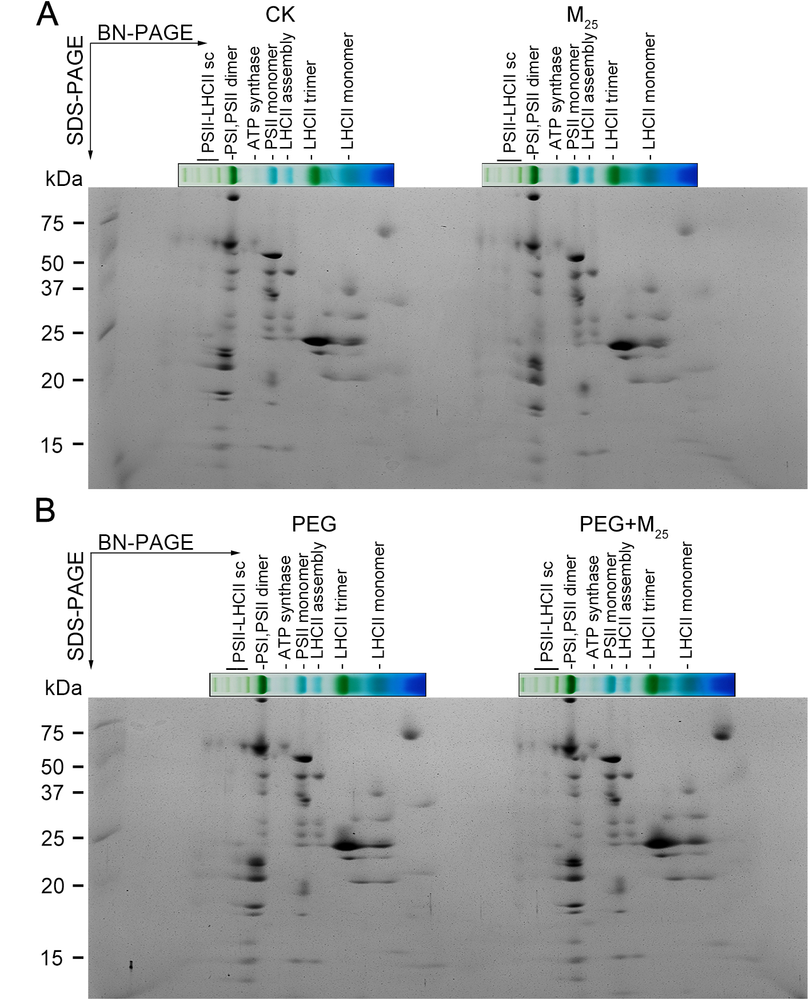 A
CK
M25
BN-PAGE
SDS-PAGE
PSII-LHCII sc
PSI,PSII dimer
ATP synthase
PSII monomer
LHCII assembly
LHCII trimer
LHCII monomer
PSII-LHCII sc
PSI,PSII dimer
ATP synthase
PSII monomer
LHCII assembly
LHCII trimer
LHCII monomer
kDa
75
50
37
25
20
15
B
PEG
PEG+M25
BN-PAGE
SDS-PAGE
PSII-LHCII sc
PSI,PSII dimer
ATP synthase
PSII monomer
LHCII assembly
LHCII trimer
LHCII monomer
PSII-LHCII sc
PSI,PSII dimer
ATP synthase
PSII monomer
LHCII assembly
LHCII trimer
LHCII monomer
kDa
75
50
37
25
20
15